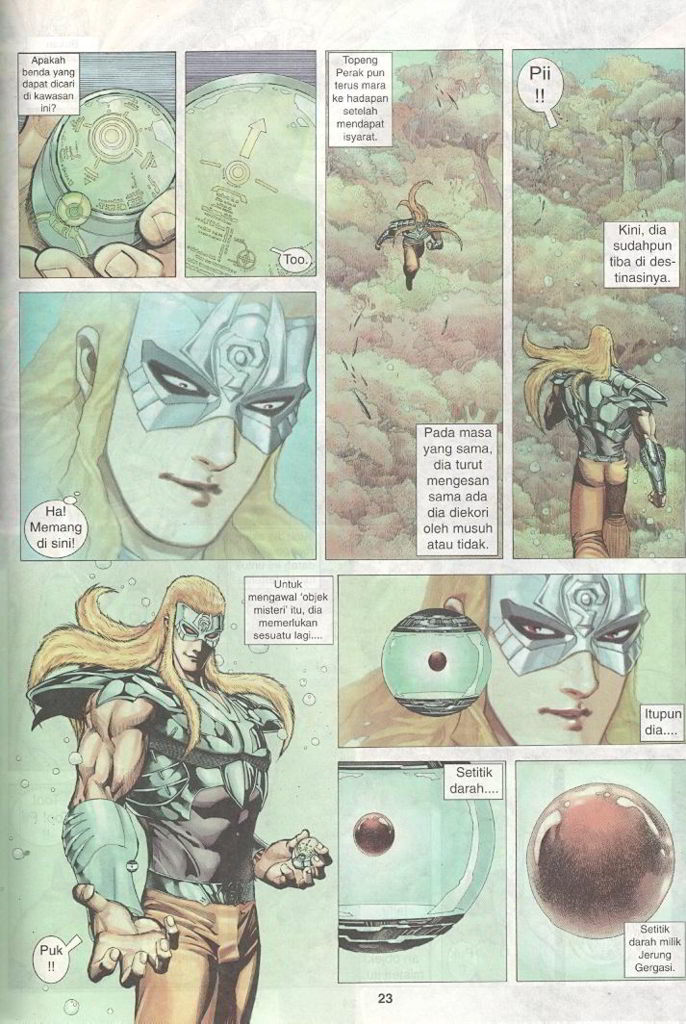 Apakah
benda yang
dapat dicari
di kawasan
ini?
Too.
Topeng
Perak pun
terus mara
ke hadapan
setelah
mendapat
isyarat.
Pada masa
yang sama,
dia turut
mengesan
sama ada
dia diekori
oleh musuh
atau tidak.
Pii
!!
Kini, dia
sudahpun
tiba di des-
tinasinya.
Ha!
Memang
di sini!
Untuk
mengawal ‘objek
misteri’ itu, dia
memerlukan
sesuatu lagi....
Puk
!!
Itupun
dia....
Setitik
darah....
Setitik
darah milik
Jerung
Gergasi.
23